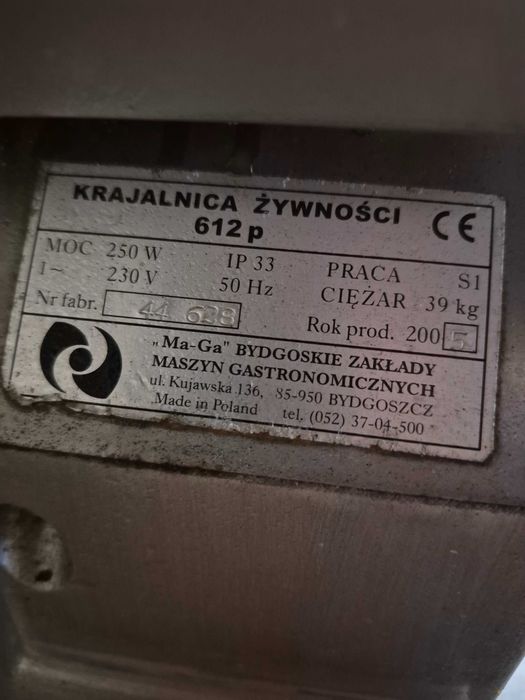 KRAJALNICA ŻYWNOŚCI
612 p
CE
MOC 250 W IP 33 PRACA S1
1~ 230 V 50 Hz CIĘŻAR 39 kg
Nr fabr. 44 628 Rok prod. 2005
„Ma-Ga" BYDGOSKIE ZAKŁADY
MASZYN GASTRONOMICZNYCH
ul. Kujawska 136, 85-950 BYDGOSZCZ
Made in Poland tel. (052) 37-04-500